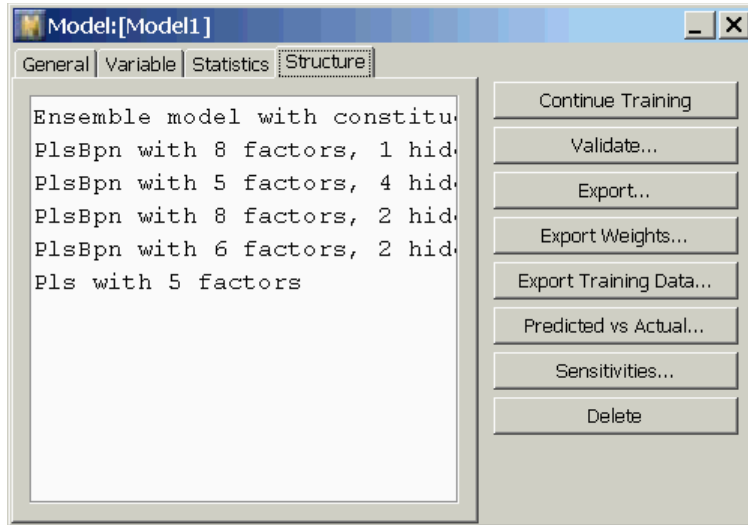 Model:[Model1]
General Variable Statistics Structure
Ensemble model with constitu
PlsBpn with 8 factors, 1 hid
PlsBpn with 5 factors, 4 hid
PlsBpn with 8 factors, 2 hid
PlsBpn with 6 factors, 2 hid
Pls with 5 factors
Continue Training
Validate...
Export...
Export Weights...
Export Training Data...
Predicted vs Actual...
Sensitivities...
Delete